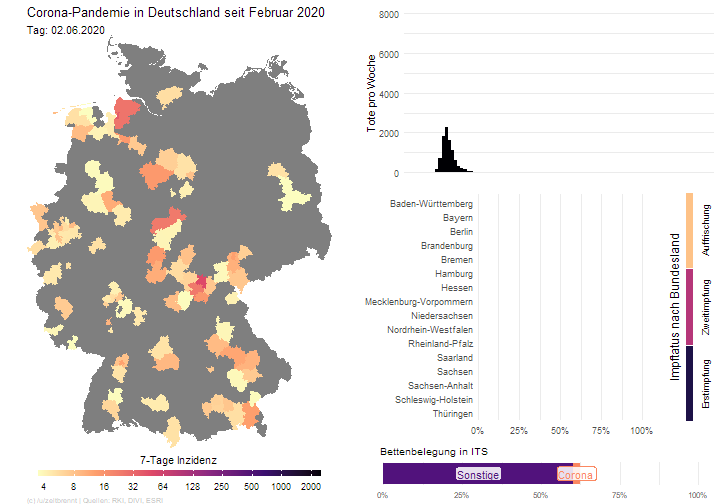 Corona-Pandemie in Deutschland seit Februar 2020
Tag: 02.06.2020
7-Tage Inzidenz
4 8 16 32 64 125 250 500 1000 2000
(c) /u/zeitbremit | Quellen: RKI, DIVI, ESRI
Tote pro Woche
8000
6000
4000
2000
0
Baden-Württemberg
Bayern
Berlin
Brandenburg
Bremen
Hamburg
Hessen
Mecklenburg-Vorpommern
Niedersachsen
Nordrhein-Westfalen
Rheinland-Pfalz
Saarland
Sachsen
Sachsen-Anhalt
Schleswig-Holstein
Thüringen
0% 25% 50% 75% 100%
Impfstatus nach Bundesland
Auffrischung
Zweitimpfung
Erstimpfung
Bettenbelegung in ITS
Sonstige Corona
0% 25% 50% 75% 100%